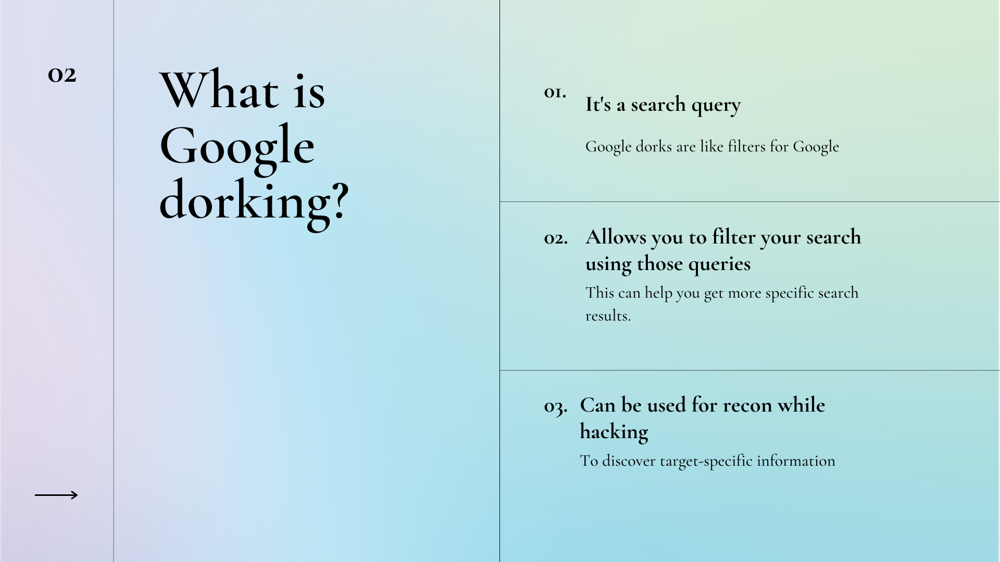 02
What is
Google
dorking?
01.
It's a search query
Google dorks are like filters for Google
02.
Allows you to filter your search
using those queries
This can help you get more specific search
results.
03.
Can be used for recon while
hacking
To discover target-specific information